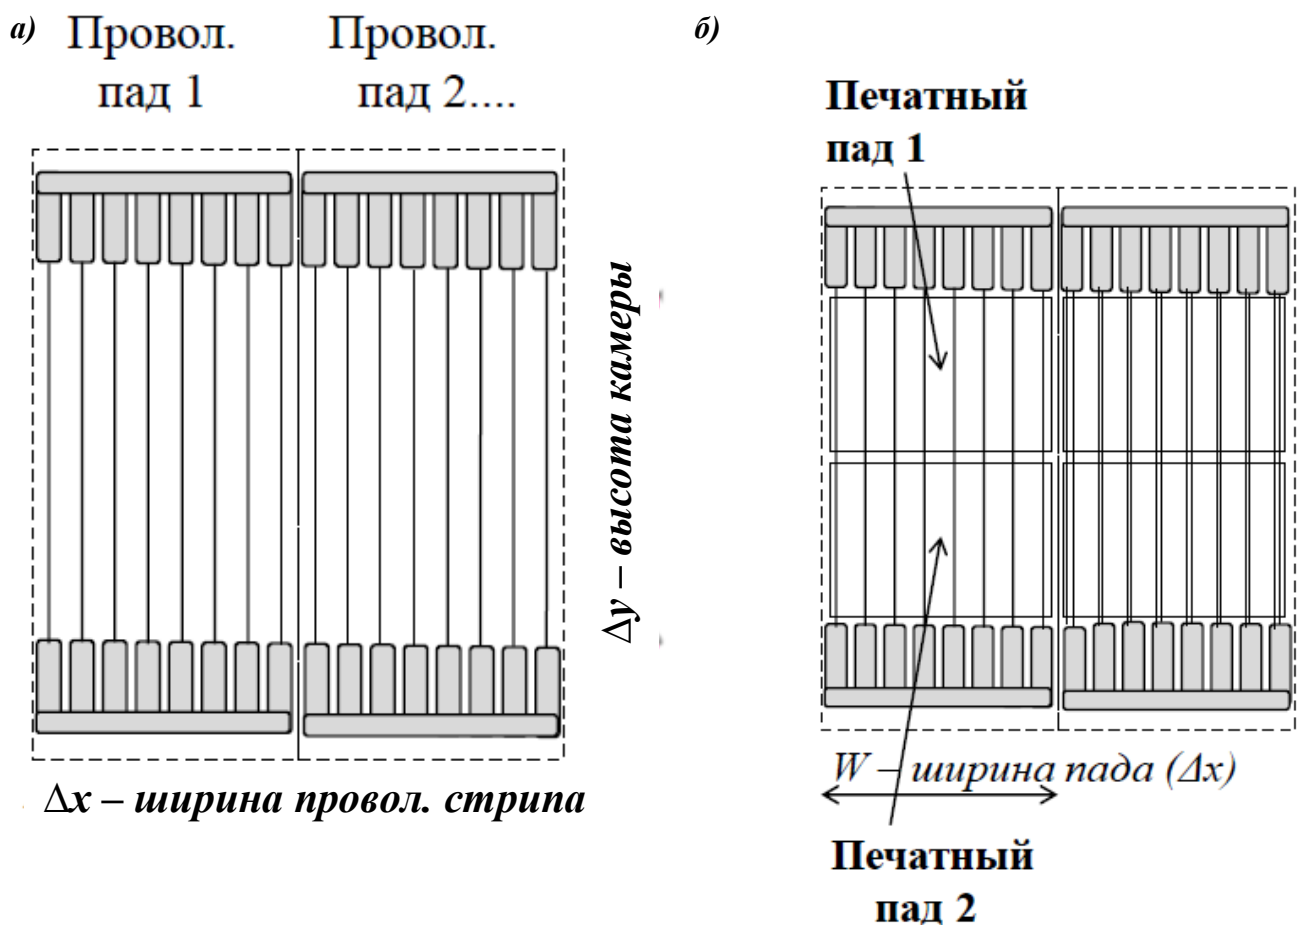 а)
Провол.
пад 1
Провол.
пад 2....
Δy – высота камеры
Δx – ширина провол. стрипа
б)
Печатный
пад 1
W – ширина пада (Δx)
Печатный
пад 2